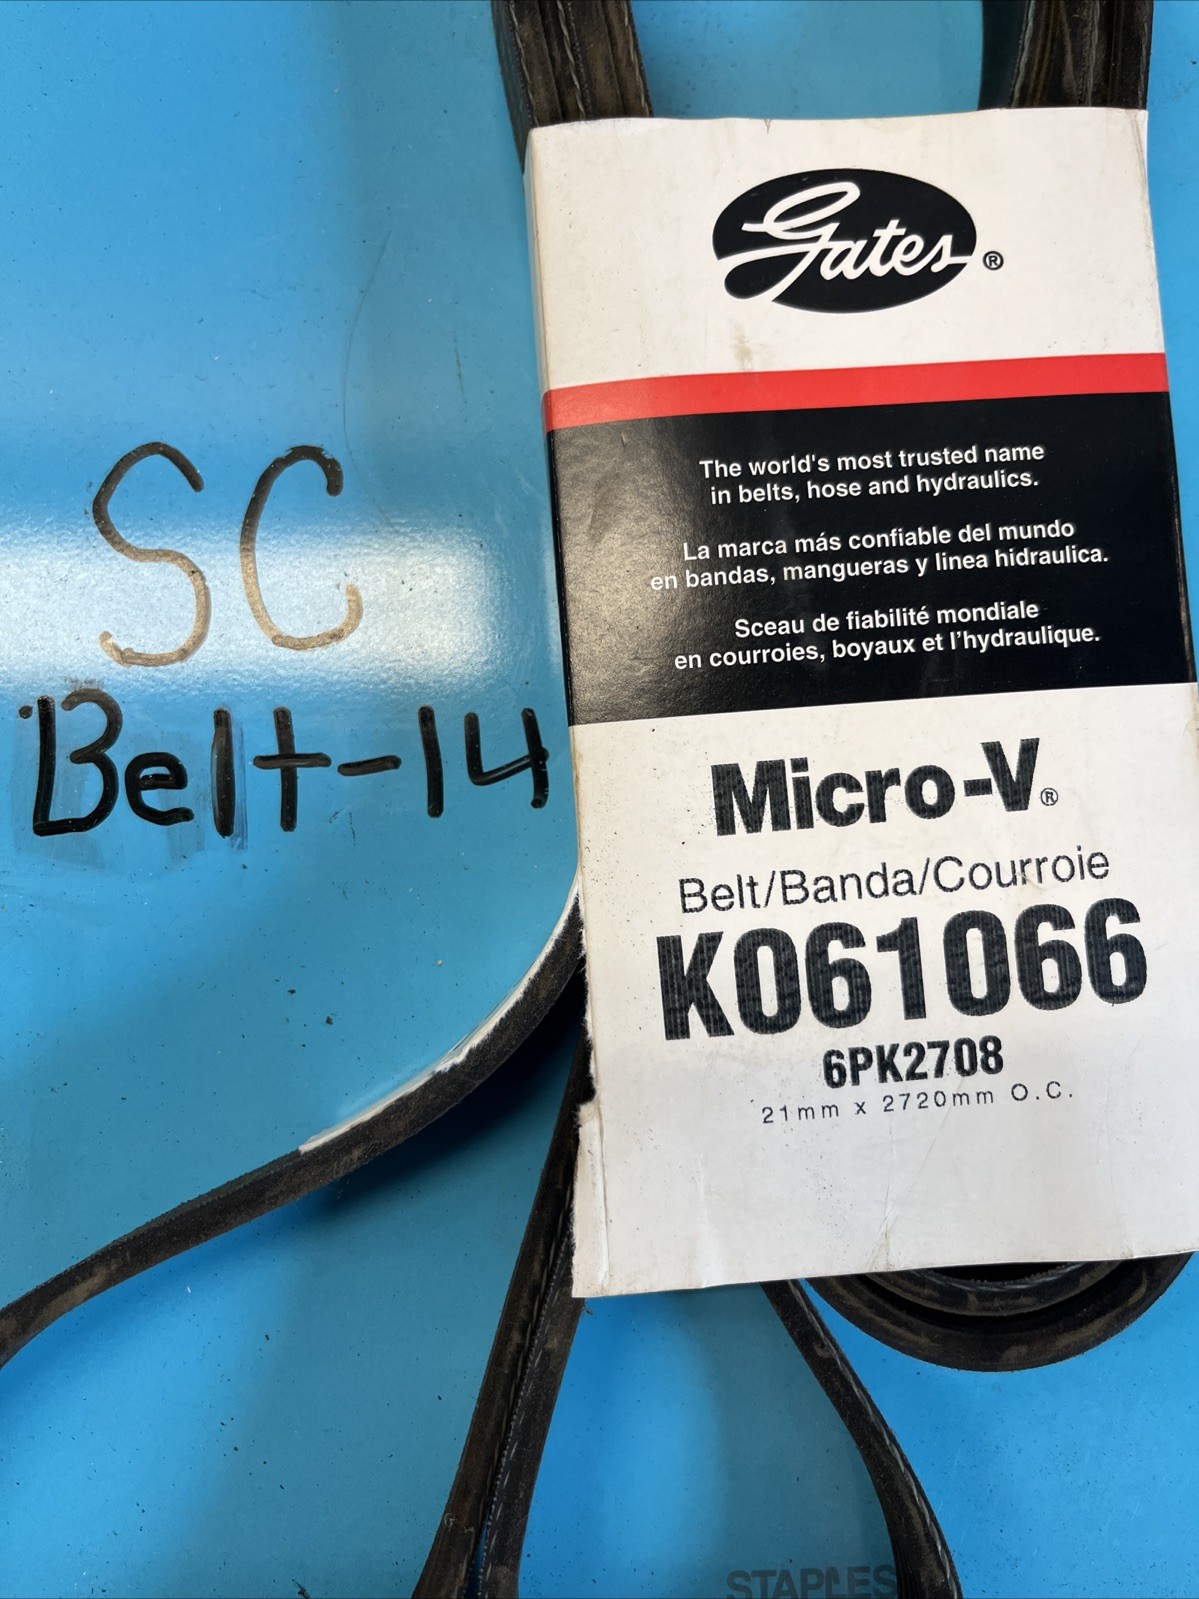 SC
Belt-14
Gates®
The world's most trusted name
in belts, hose and hydraulics.
La marca más confiable del mundo
en bandas, mangueras y linea hidraulica.
Sceau de fiabilité mondiale
en courroies, boyaux et l'hydraulique.
Micro-V®
Belt/Banda/Courroie
K061066
6PK2708
21mm x 2720mm O.C.
STAPLES